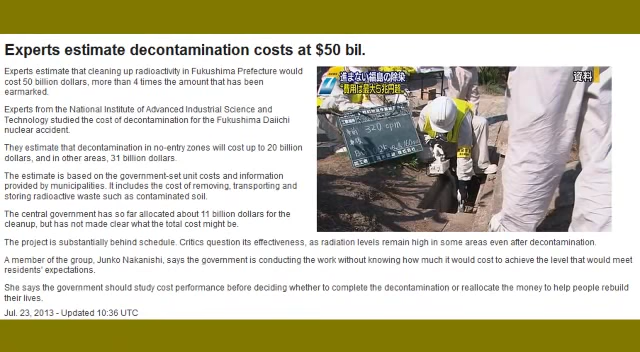 Experts estimate decontamination costs at $50 bil.
Experts estimate that cleaning up radioactivity in Fukushima Prefecture would
cost 50 billion dollars, more than 4 times the amount that has been
earmarked.
Experts from the National Institute of Advanced Industrial Science and
Technology studied the cost of decontamination for the Fukushima Daiichi
nuclear accident.
They estimate that decontamination in no-entry zones will cost up to 20 billion
dollars, and in other areas, 31 billion dollars.
The estimate is based on the government-set unit costs and information
provided by municipalities. It includes the cost of removing, transporting and
storing radioactive waste such as contaminated soil.
The central government has so far allocated about 11 billion dollars for the
cleanup, but has not made clear what the total cost might be.
進まない福島の除染
費用は最大5兆円超
資料
320 cpm
The project is substantially behind schedule. Critics question its effectiveness, as radiation levels remain high in some areas even after decontamination.
A member of the group, Junko Nakanishi, says the government is conducting the work without knowing how much it would cost to achieve the level that would meet
residents' expectations.
She says the government should study cost performance before deciding whether to complete the decontamination or reallocate the money to help people rebuild
their lives.
Jul. 23, 2013 - Updated 10:36 UTC